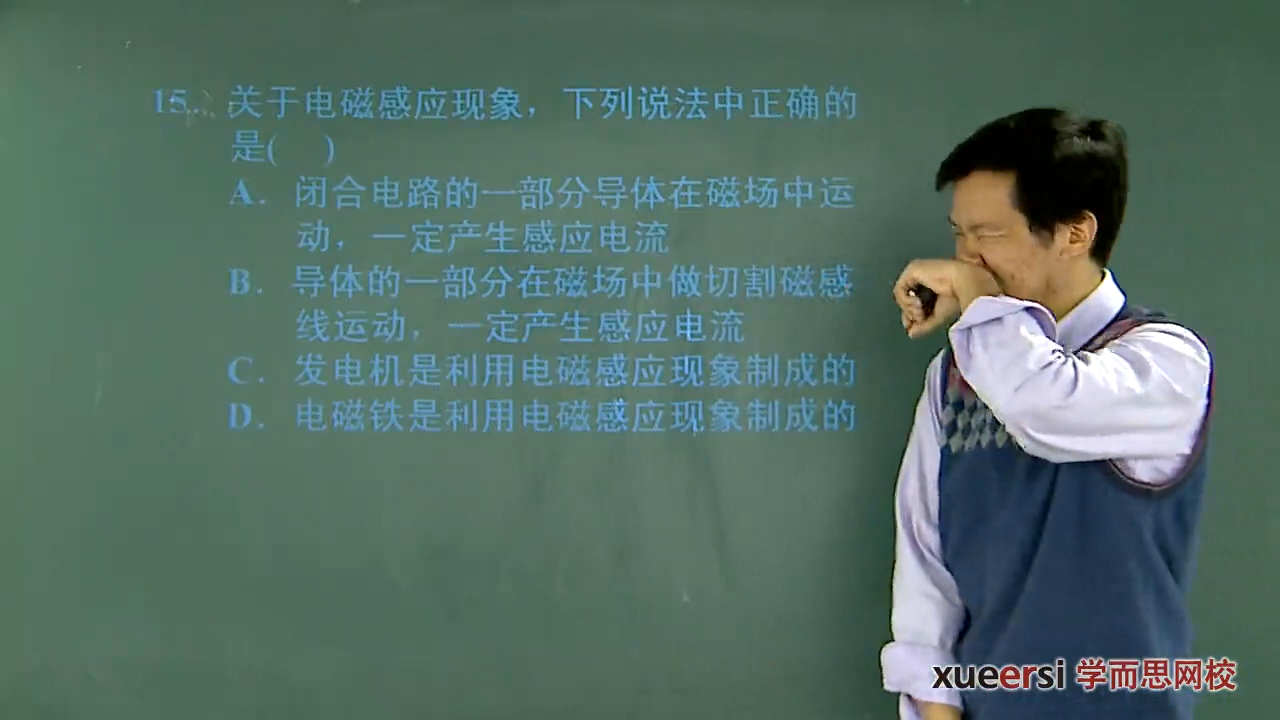 15. 关于电磁感应现象，下列说法中正确的
是(  )
A. 闭合电路的一部分导体在磁场中运
动，一定产生感应电流
B. 导体的一部分在磁场中做切割磁感
线运动，一定产生感应电流
C. 发电机是利用电磁感应现象制成的
D. 电磁铁是利用电磁感应现象制成的
xueersi 学而思网校